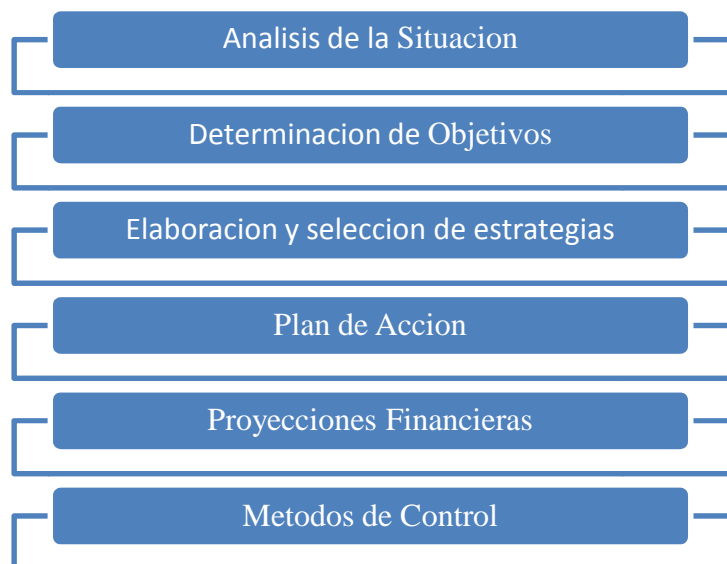 Analisis de la Situacion
Determinacion de Objetivos
Elaboracion y seleccion de estrategias
Plan de Accion
Proyecciones Financieras
Metodos de Control